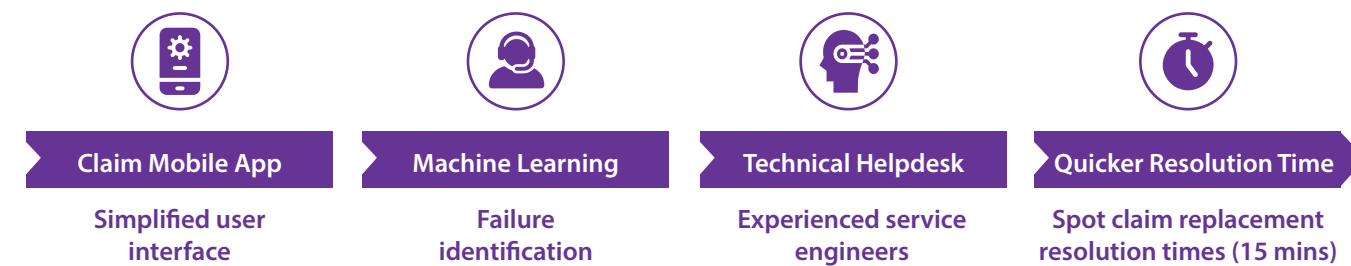 Claim Mobile App
Simplified user
interface
Machine Learning
Failure
identification
Technical Helpdesk
Experienced service
engineers
Quicker Resolution Time
Spot claim replacement
resolution times (15 mins)